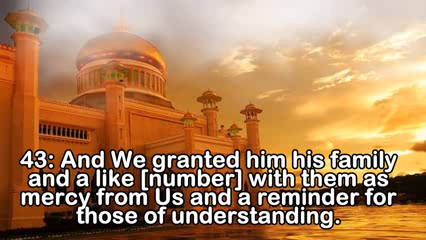 43: And We granted him his family
and a like [number] with them as
mercy from Us and a reminder for
those of understanding.